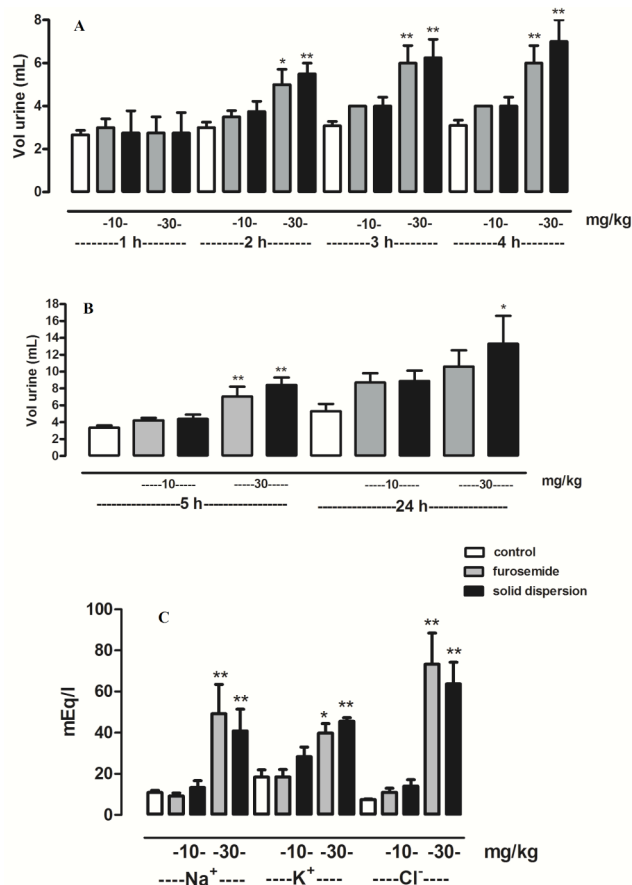 A
Vol urine (mL)
8
6
4
2
0
* ** ** ** ** **
-10- -30- -10- -30- -10- -30- -10- -30- mg/kg
--------1 h-------- --------2 h-------- --------3 h-------- --------4 h--------
B
Vol urine (mL)
18
16
14
12
10
8
6
4
2
0
** ** *
-----10----- -----30----- -----10----- -----30----- mg/kg
------------------5 h------------------ ------------------24 h------------------
control
furosemide
solid dispersion
C
mEq/l
100
80
60
40
20
0
** ** * ** ** **
-10- -30- -10- -30- -10- -30- mg/kg
----Na+---- ----K+---- ----Cl-----